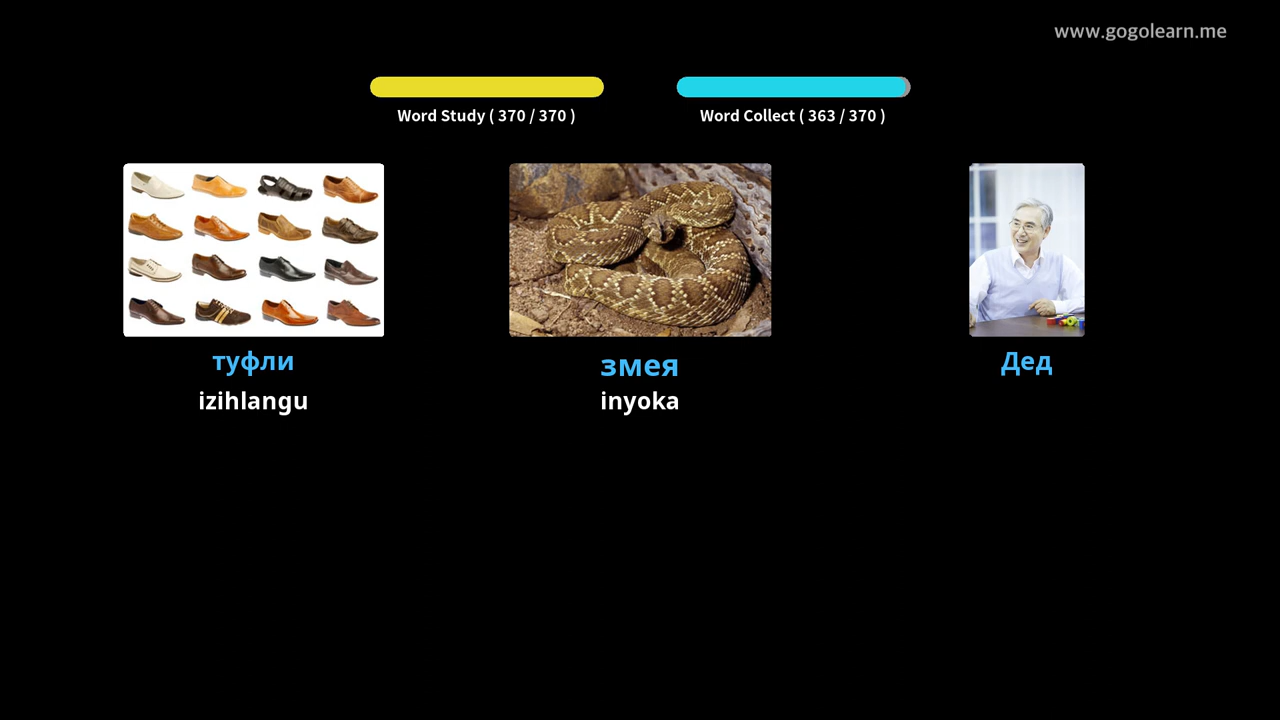 www.gogolearn.me
Word Study ( 370 / 370 )
Word Collect ( 363 / 370 )
туфли
izihlangu
змея
inyoka
Дед